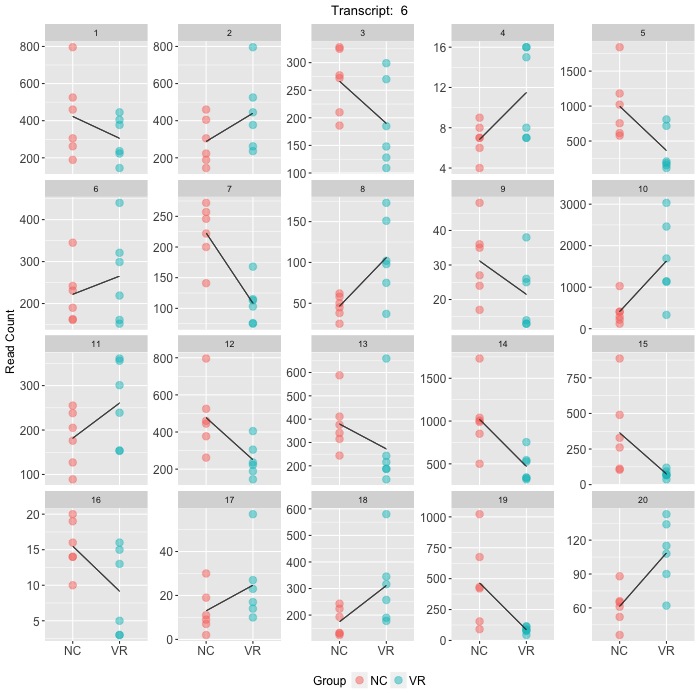 Transcript: 6
1 2 3 4 5
800 600 400 200
800 600 400 200
300 250 200 150 100
16 12 8 4
1500 1000 500
6 7 8 9 10
400 300 200
250 200 150 100
150 100 50
40 30 20
3000 2000 1000 0
Read Count
11 12 13 14 15
300 200 100
800 600 400 200
600 500 400 300 200
1500 1000 500
750 500 250 0
16 17 18 19 20
20 15 10 5
40 20 0
600 500 400 300 200
1000 750 500 250 0
120 90 60
NC VR NC VR NC VR NC VR NC VR
Group NC VR